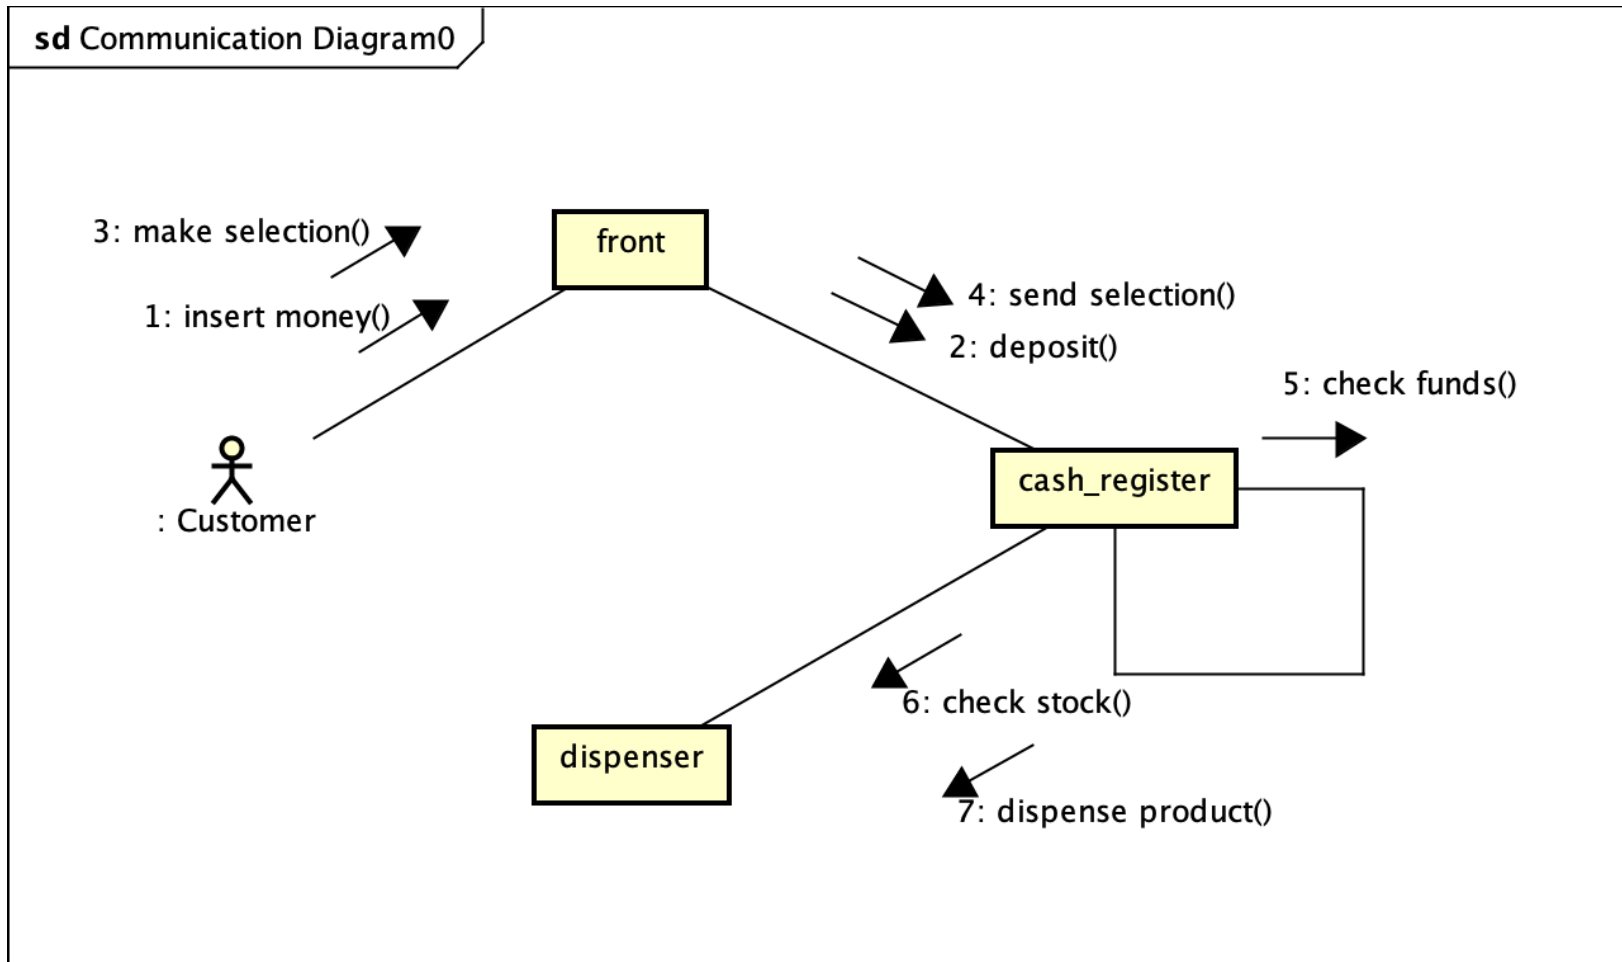 sd Communication Diagram0
3: make selection()
front
1: insert money()
4: send selection()
2: deposit()
5: check funds()
cash_register
: Customer
6: check stock()
dispenser
7: dispense product()